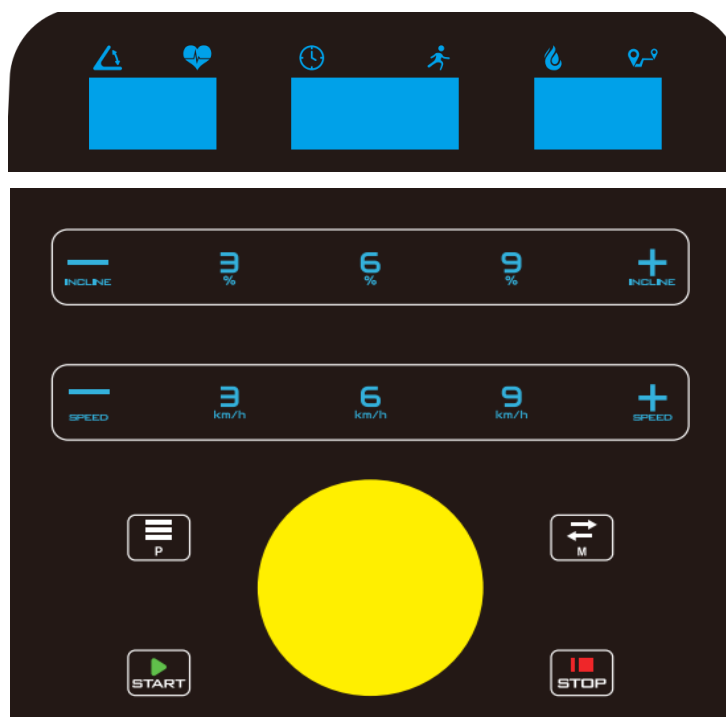 3 6 9
INCLINE % % % INCLINE
3 6 9
SPEED km/h km/h km/h SPEED
P M
START STOP